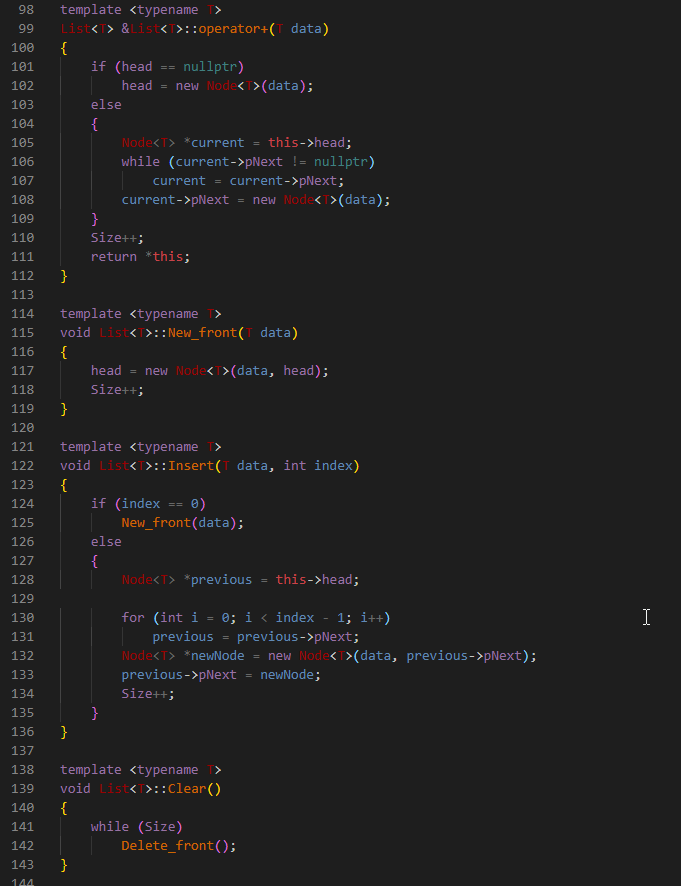 98 template <typename T>
99 List<T> &List<T>::operator+(T data)
100 {
101     if (head == nullptr)
102         head = new Node<T>(data);
103     else
104     {
105         Node<T> *current = this->head;
106         while (current->pNext != nullptr)
107             current = current->pNext;
108         current->pNext = new Node<T>(data);
109     }
110     Size++;
111     return *this;
112 }
113
114 template <typename T>
115 void List<T>::New_front(T data)
116 {
117     head = new Node<T>(data, head);
118     Size++;
119 }
120
121 template <typename T>
122 void List<T>::Insert(T data, int index)
123 {
124     if (index == 0)
125         New_front(data);
126     else
127     {
128         Node<T> *previous = this->head;
129
130         for (int i = 0; i < index - 1; i++)
131             previous = previous->pNext;
132         Node<T> *newNode = new Node<T>(data, previous->pNext);
133         previous->pNext = newNode;
134         Size++;
135     }
136 }
137
138 template <typename T>
139 void List<T>::Clear()
140 {
141     while (Size)
142         Delete_front();
143 }
144